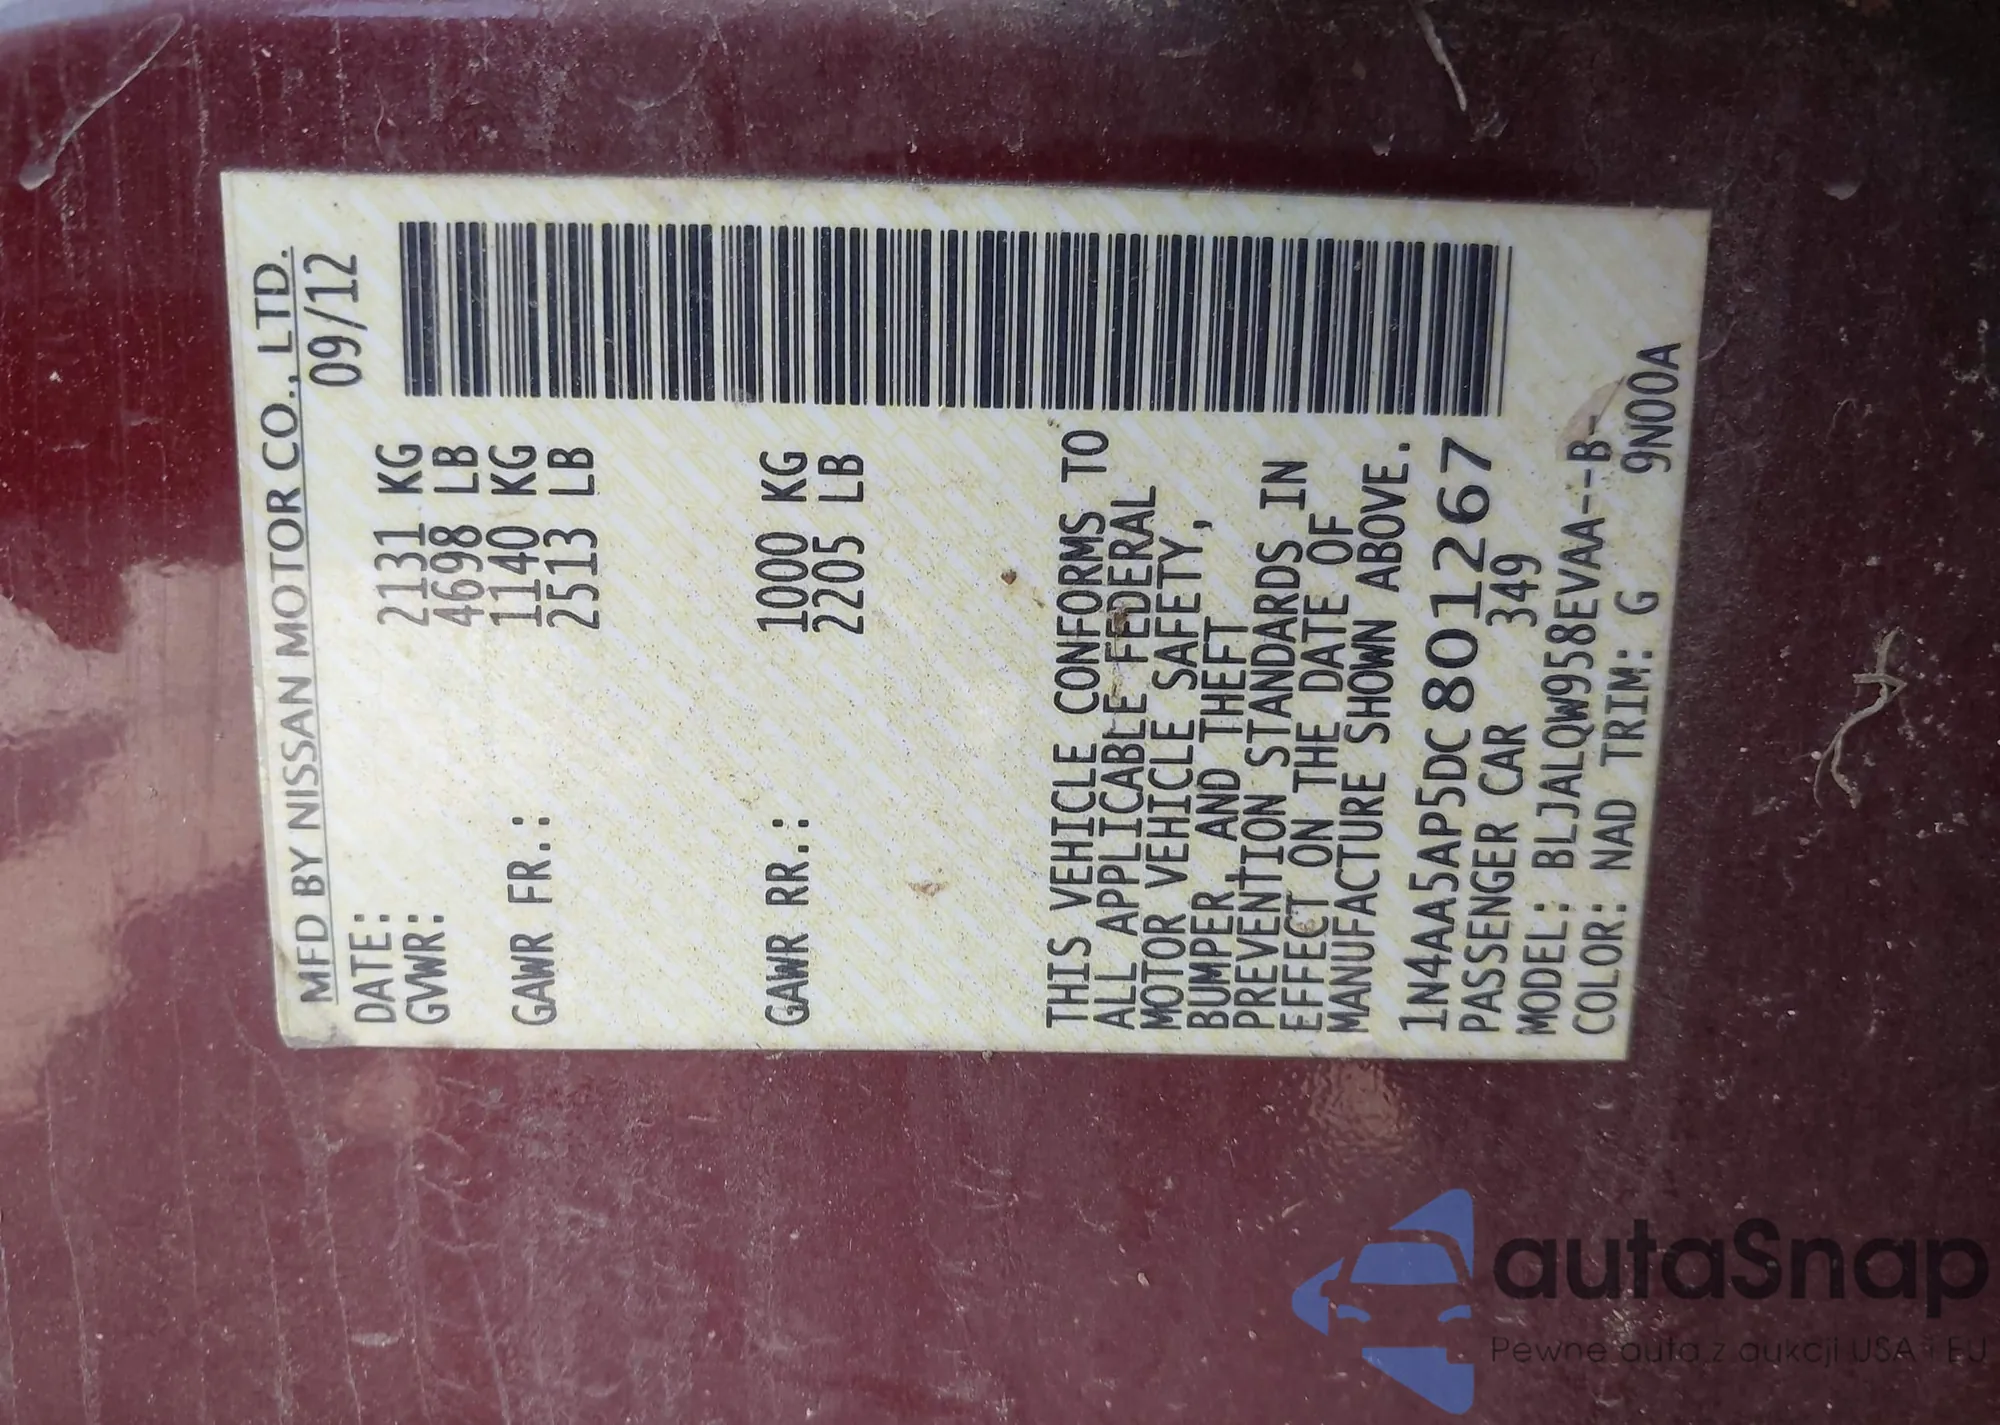 MFD BY NISSAN MOTOR CO., LTD.
DATE: 09/12
GVWR: 2131 KG
4698 LB
GAWR FR.: 1140 KG
2513 LB
GAWR RR.: 1000 KG
2205 LB
THIS VEHICLE CONFORMS TO
ALL APPLICABLE FEDERAL
MOTOR VEHICLE SAFETY,
BUMPER AND THEFT
PREVENTION STANDARDS IN
EFFECT ON THE DATE OF
MANUFACTURE SHOWN ABOVE.
1N4AA5AP5DC801267
PASSENGER CAR 349
MODEL: BLJALQW958EVAA--B-
COLOR: NAD TRIM: G 9N00A
autaSnap
Pewne auta z aukcji USA i EU